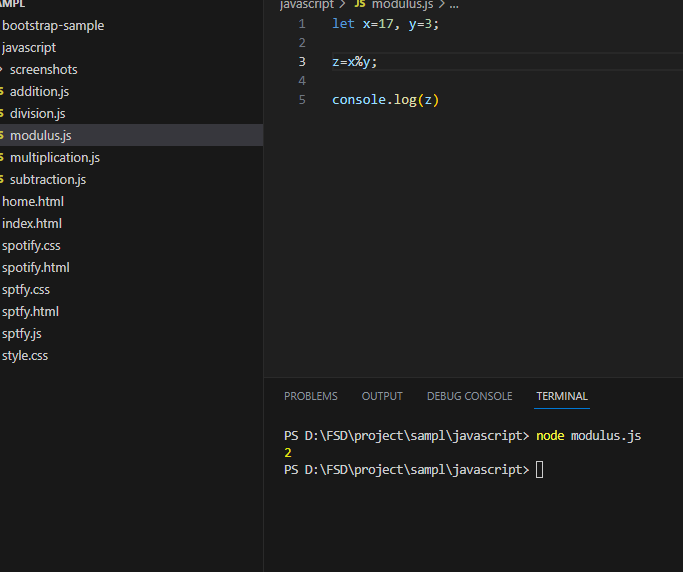 AMPL
bootstrap-sample
javascript
screenshots
JS addition.js
JS division.js
JS modulus.js
JS multiplication.js
JS subtraction.js
home.html
index.html
spotify.css
spotify.html
sptfy.css
sptfy.html
sptfy.js
style.css
javascript > JS modulus.js > ...
1 let x=17, y=3;
2
3 z=x%y;
4
5 console.log(z)
PROBLEMS OUTPUT DEBUG CONSOLE TERMINAL
PS D:\FSD\project\sampl\javascript> node modulus.js
2
PS D:\FSD\project\sampl\javascript>